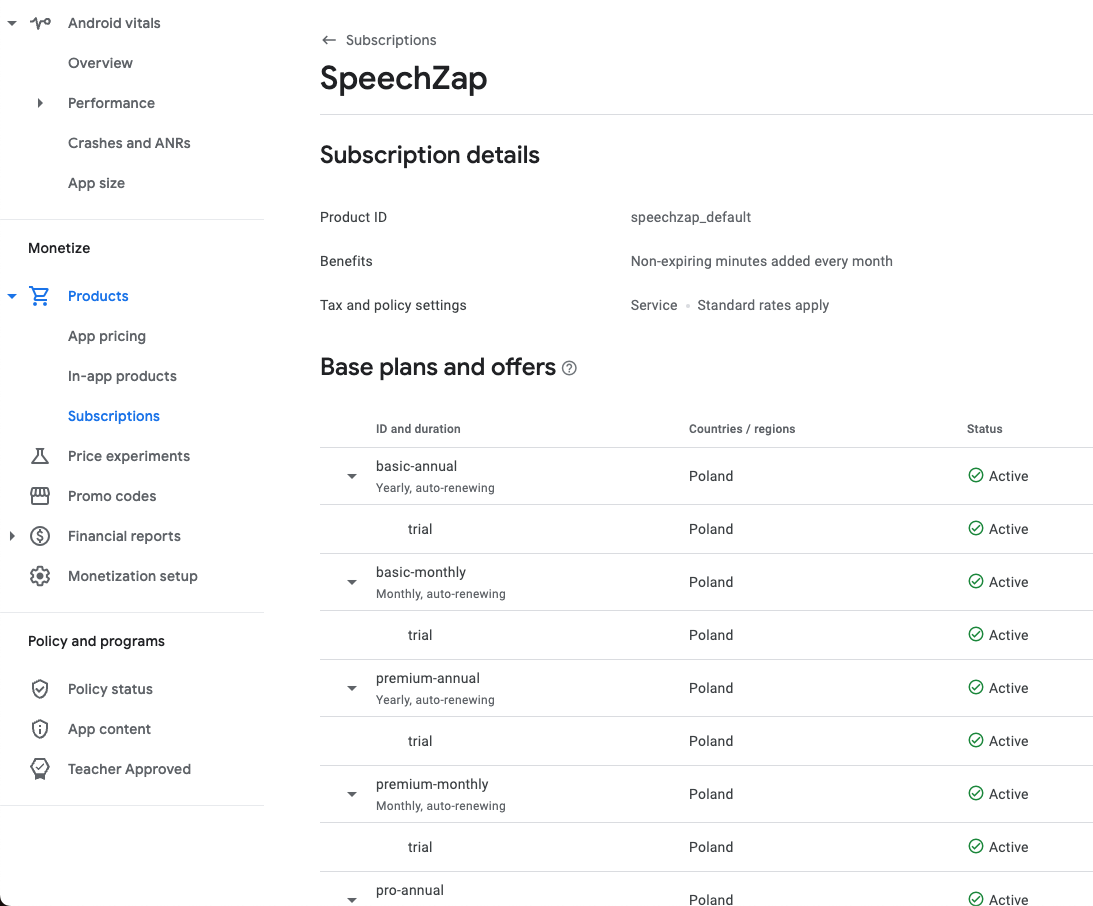 Android vitals
Overview
Performance
Crashes and ANRs
App size
Monetize
Products
App pricing
In-app products
Subscriptions
Price experiments
Promo codes
Financial reports
Monetization setup
Policy and programs
Policy status
App content
Teacher Approved
Subscriptions
SpeechZap
Subscription details
Product ID speechzap_default
Benefits Non-expiring minutes added every month
Tax and policy settings Service • Standard rates apply
Base plans and offers
ID and duration Countries / regions Status
basic-annual
Yearly, auto-renewing
Poland Active
trial Poland Active
basic-monthly
Monthly, auto-renewing
Poland Active
trial Poland Active
premium-annual
Yearly, auto-renewing
Poland Active
trial Poland Active
premium-monthly
Monthly, auto-renewing
Poland Active
trial Poland Active
pro-annual
Poland Active